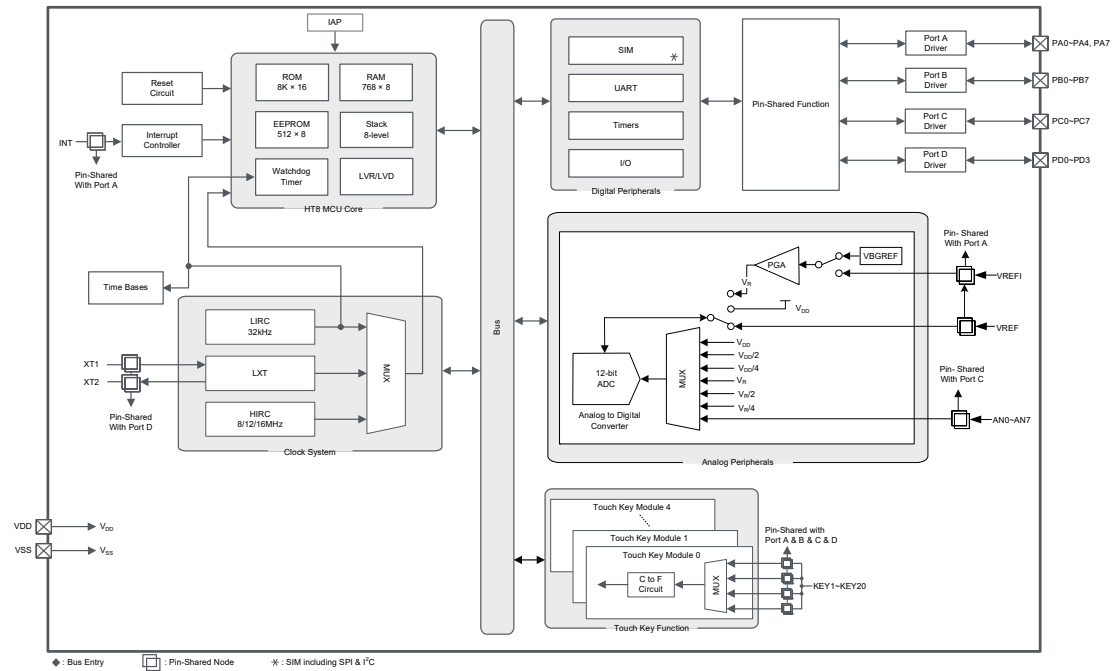 IAP
Reset
Circuit
ROM
8K × 16
RAM
768 × 8
INT
Interrupt
Controller
EEPROM
512 × 8
Stack
8-level
Pin-Shared
With Port A
Watchdog
Timer
LVR/LVD
HT8 MCU Core
Time Bases
LIRC
32kHz
XT1
XT2
LXT
MUX
Pin-Shared
With Port D
HIRC
8/12/16MHz
Clock System
VDD
VDD
VSS
VSS
Bus
SIM
*
UART
Timers
I/O
Digital Peripherals
Pin-Shared Function
Port A
Driver
PA0~PA4, PA7
Port B
Driver
PB0~PB7
Port C
Driver
PC0~PC7
Port D
Driver
PD0~PD3
Pin- Shared
With Port A
VBGREF
PGA
VREFI
VR
VDD
VREF
12-bit
ADC
Analog to Digital
Converter
MUX
VDD
VDD/2
VDD/4
VR
VR/2
VR/4
Pin- Shared
With Port C
AN0~AN7
Analog Peripherals
Touch Key Module 4
Touch Key Module 1
Touch Key Module 0
C to F
Circuit
MUX
Pin-Shared with
Port A & B & C & D
KEY1~KEY20
Touch Key Function
◆ : Bus Entry
: Pin-Shared Node
* : SIM including SPI & I²C